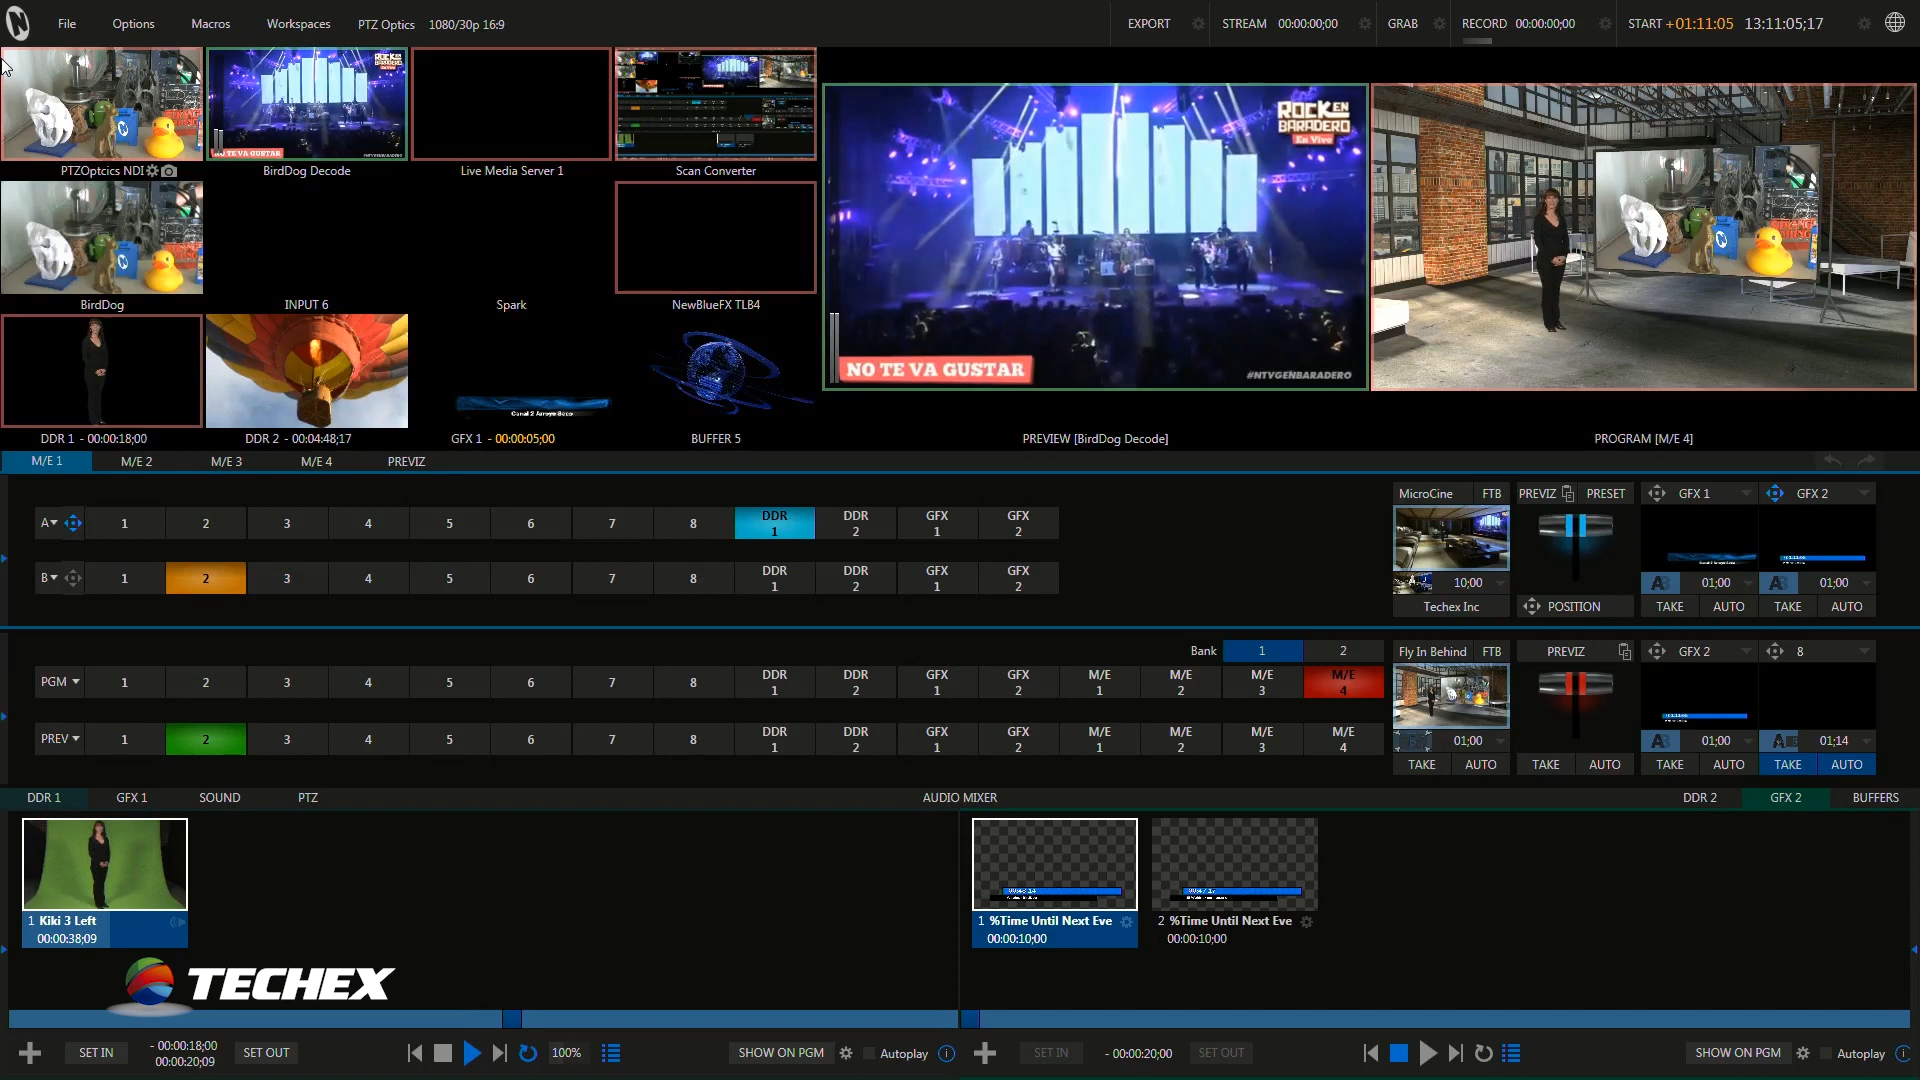 File
Options
Macros
Workspaces
PTZ Optics
1080/30p 16:9
EXPORT
STREAM 00:00:00;00
GRAB
RECORD 00:00:00;00
START +01:11:05 13:11:05;17
PTZOptcics NDI
BirdDog Decode
Live Media Server 1
Scan Converter
BirdDog
INPUT 6
Spark
NewBlueFX TLB4
DDR 1 - 00:00:18;00
DDR 2 - 00:04:48;17
GFX 1 - 00:00:05;00
BUFFER 5
ROCK EN
BARADERO
En Vivo
NO TE VA GUSTAR
#NTVGENBARADERO
PREVIEW [BirdDog Decode]
PROGRAM [M/E 4]
M/E 1
M/E 2
M/E 3
M/E 4
PREVIZ
A 1 2 3 4 5 6 7 8 DDR 1 DDR 2 GFX 1 GFX 2
B 1 2 3 4 5 6 7 8 DDR 1 DDR 2 GFX 1 GFX 2
MicroCine FTB
10;00
Techex Inc
PREVIZ PRESET
POSITION
GFX 1
01;00
TAKE AUTO
GFX 2
01;00
TAKE AUTO
Bank 1 2
PGM 1 2 3 4 5 6 7 8 DDR 1 DDR 2 GFX 1 GFX 2 M/E 1 M/E 2 M/E 3 M/E 4
PREV 1 2 3 4 5 6 7 8 DDR 1 DDR 2 GFX 1 GFX 2 M/E 1 M/E 2 M/E 3 M/E 4
Fly In Behind FTB
01;00
TAKE AUTO
PREVIZ
TAKE AUTO
GFX 2
01;00
TAKE AUTO
8
01;14
TAKE AUTO
DDR 1
GFX 1
SOUND
PTZ
AUDIO MIXER
DDR 2
GFX 2
BUFFERS
1 Kiki 3 Left
00:00:38;09
1 %Time Until Next Eve
00:00:10;00
2 %Time Until Next Eve
00:00:10;00
TECHEX
SET IN
- 00:00:18;00
00:00:20;09
SET OUT
100%
SHOW ON PGM
Autoplay
SET IN
- 00:00:20;00
SET OUT
SHOW ON PGM
Autoplay